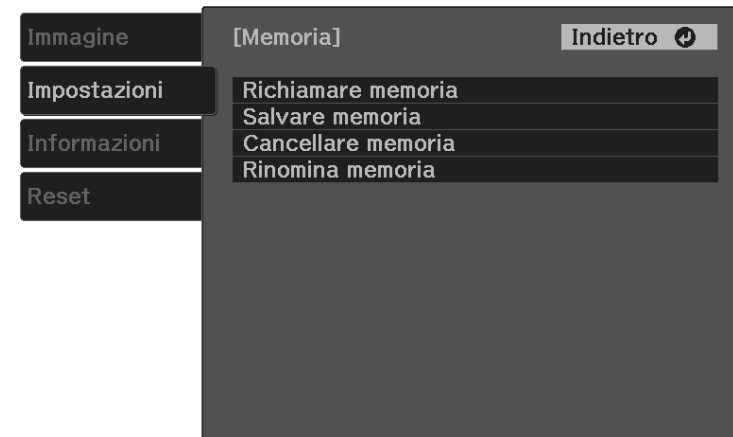 Immagine
Impostazioni
Informazioni
Reset
[Memoria]
Indietro
Richiamare memoria
Salvare memoria
Cancellare memoria
Rinomina memoria